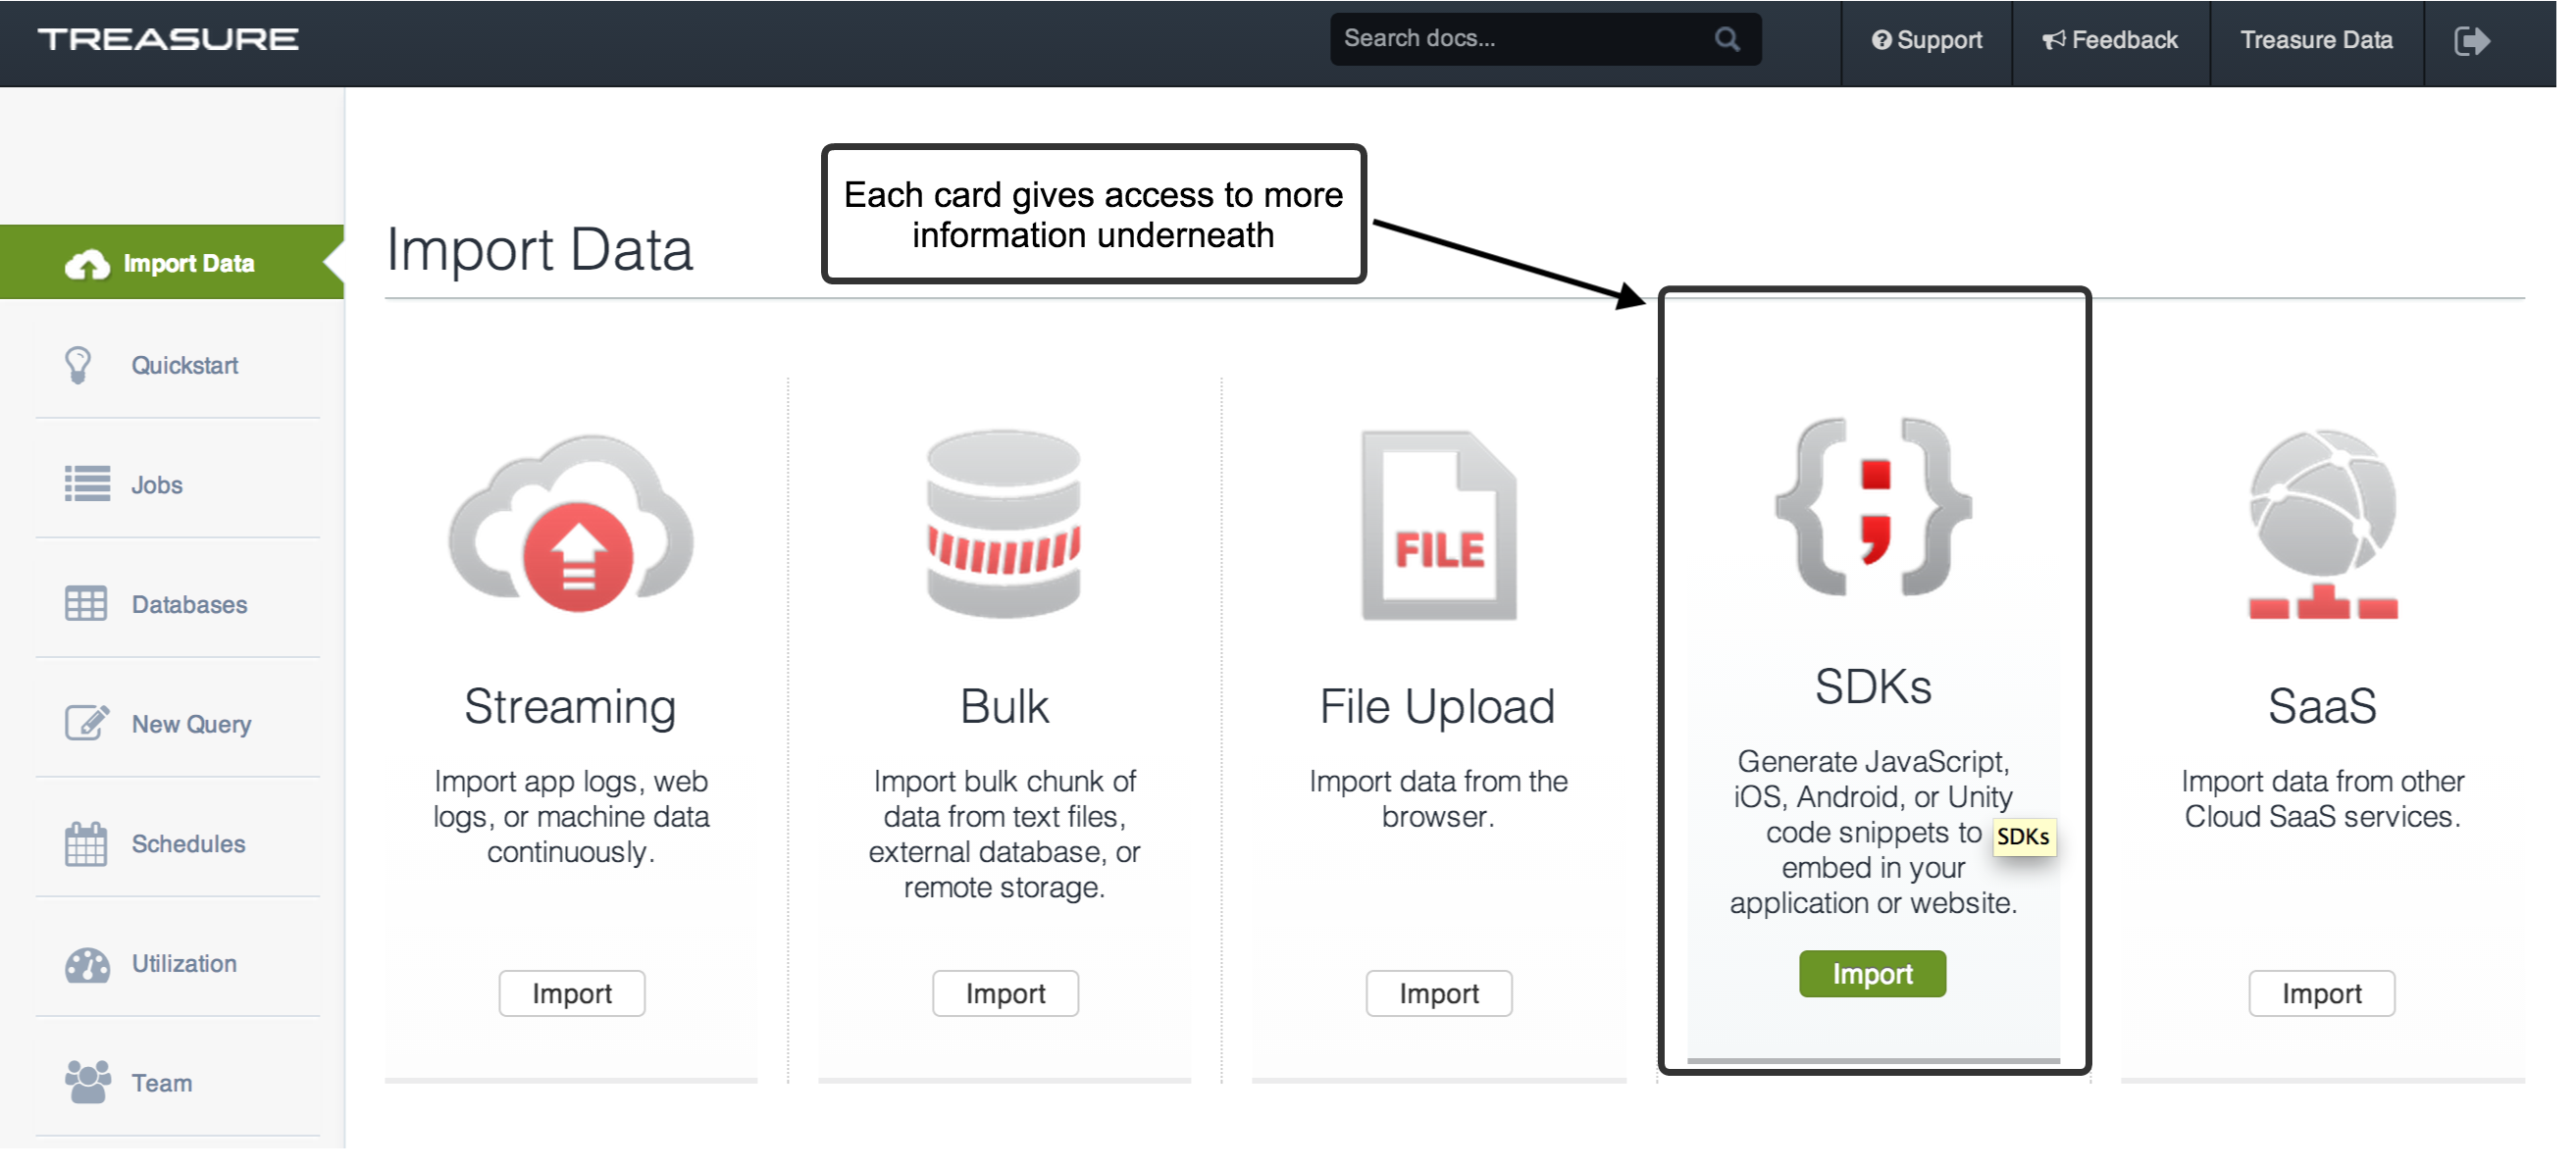 TREASURE
Search docs...
Support
Feedback
Treasure Data
Import Data
Quickstart
Jobs
Databases
New Query
Schedules
Utilization
Team
Import Data
Each card gives access to more
information underneath
FILE
Streaming
Import app logs, web
logs, or machine data
continuously.
Import
Bulk
Import bulk chunk of
data from text files,
external database, or
remote storage.
Import
File Upload
Import data from the
browser.
Import
SDKs
Generate JavaScript,
iOS, Android, or Unity
code snippets to
embed in your
application or website.
SDKs
Import
SaaS
Import data from other
Cloud SaaS services.
Import